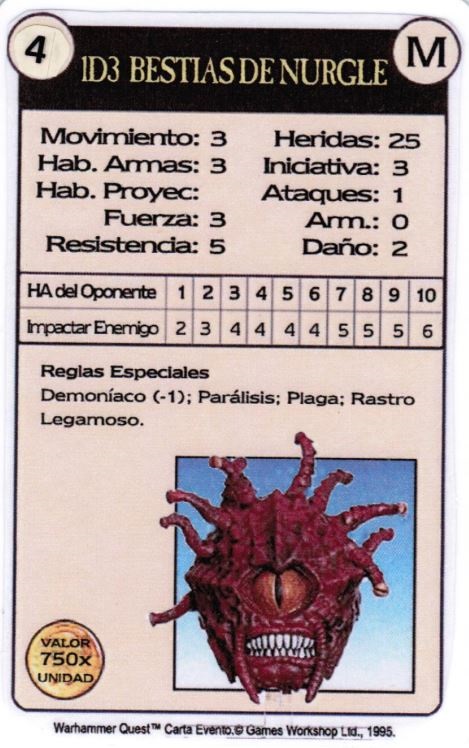 4
M
1D3 BESTIAS DE NURGLE
Movimiento: 3 Heridas: 25
Hab. Armas: 3 Iniciativa: 3
Hab. Proyec: Ataques: 1
Fuerza: 3 Arm.: 0
Resistencia: 5 Daño: 2
HA del Oponente 1 2 3 4 5 6 7 8 9 10
Impactar Enemigo 2 3 4 4 4 4 5 5 5 6
Reglas Especiales
Demoníaco (-1); Parálisis; Plaga; Rastro
Legamoso.
VALOR
750x
UNIDAD
Warhammer Quest™ Carta Evento.© Games Workshop Ltd., 1995.